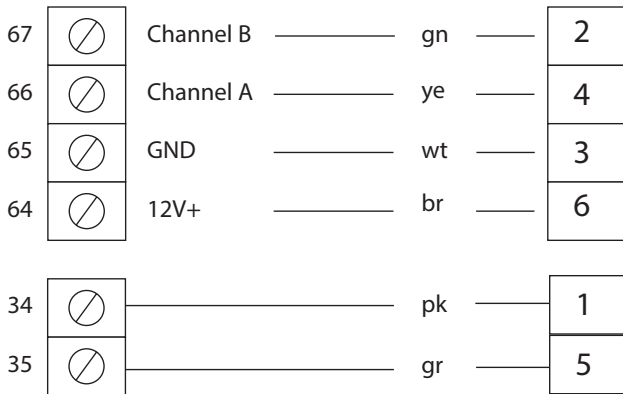 67 Channel B gn 2
66 Channel A ye 4
65 GND wt 3
64 12V+ br 6
34 pk 1
35 gr 5